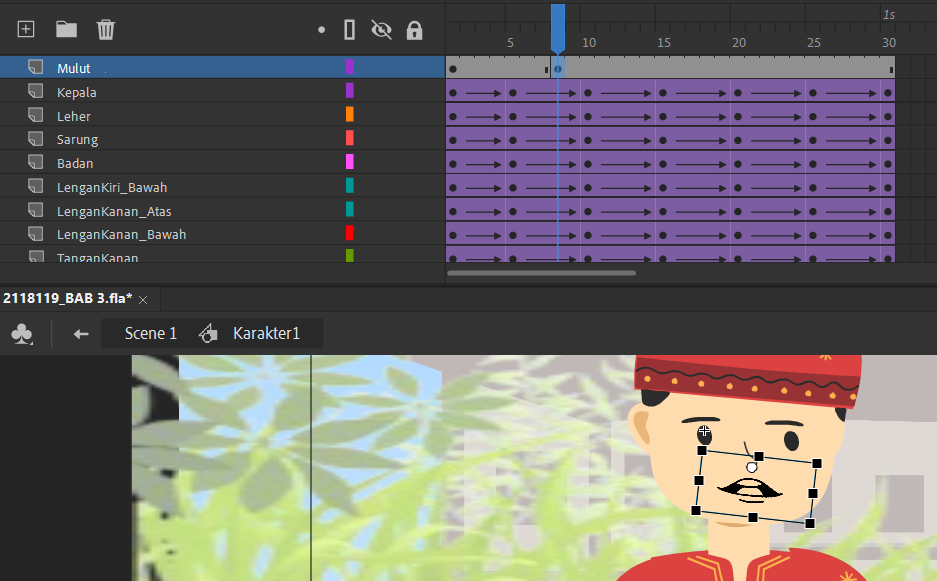 1s
5 10 15 20 25 30
Mulut
Kepala
Leher
Sarung
Badan
LenganKiri_Bawah
LenganKanan_Atas
LenganKanan_Bawah
TanganKanan
2118119_BAB 3.fla*
Scene 1 Karakter1